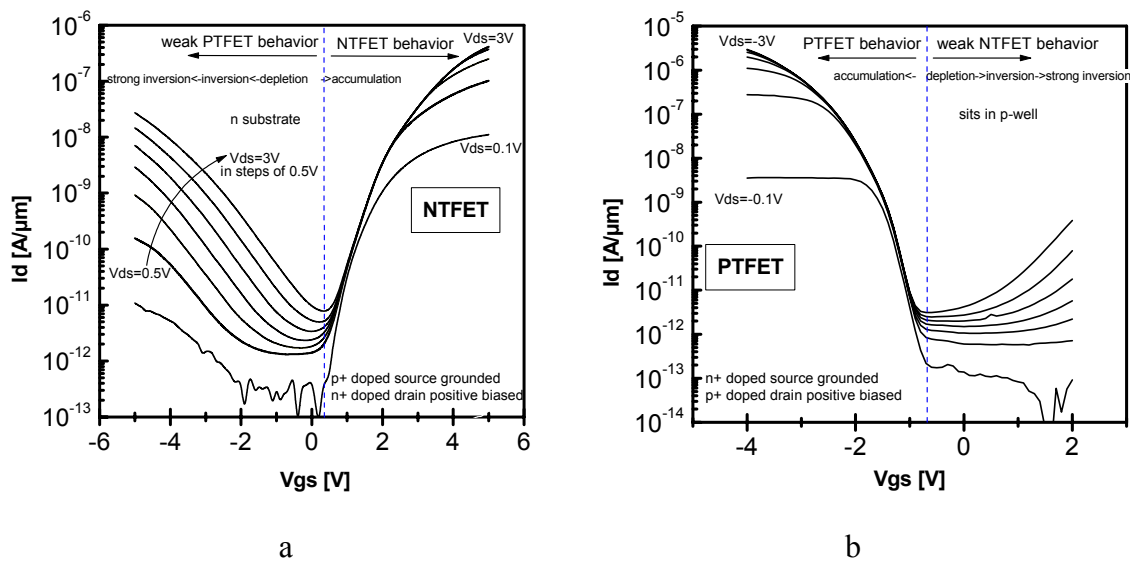 10⁻⁶
10⁻⁷
10⁻⁸
10⁻⁹
10⁻¹⁰
10⁻¹¹
10⁻¹²
10⁻¹³
Id [A/µm]
weak PTFET behavior
NTFET behavior
Vds=3V
strong inversion<-inversion<-depletion
->accumulation
n substrate
Vds=3V
in steps of 0.5V
Vds=0.1V
NTFET
Vds=0.5V
p+ doped source grounded
n+ doped drain positive biased
-6 -4 -2 0 2 4 6
Vgs [V]
a
10⁻⁵
10⁻⁶
10⁻⁷
10⁻⁸
10⁻⁹
10⁻¹⁰
10⁻¹¹
10⁻¹²
10⁻¹³
10⁻¹⁴
Id [A/µm]
Vds=-3V
PTFET behavior
weak NTFET behavior
accumulation<-
depletion->inversion->strong inversion
sits in p-well
Vds=-0.1V
PTFET
n+ doped source grounded
p+ doped drain positive biased
-4 -2 0 2
Vgs [V]
b